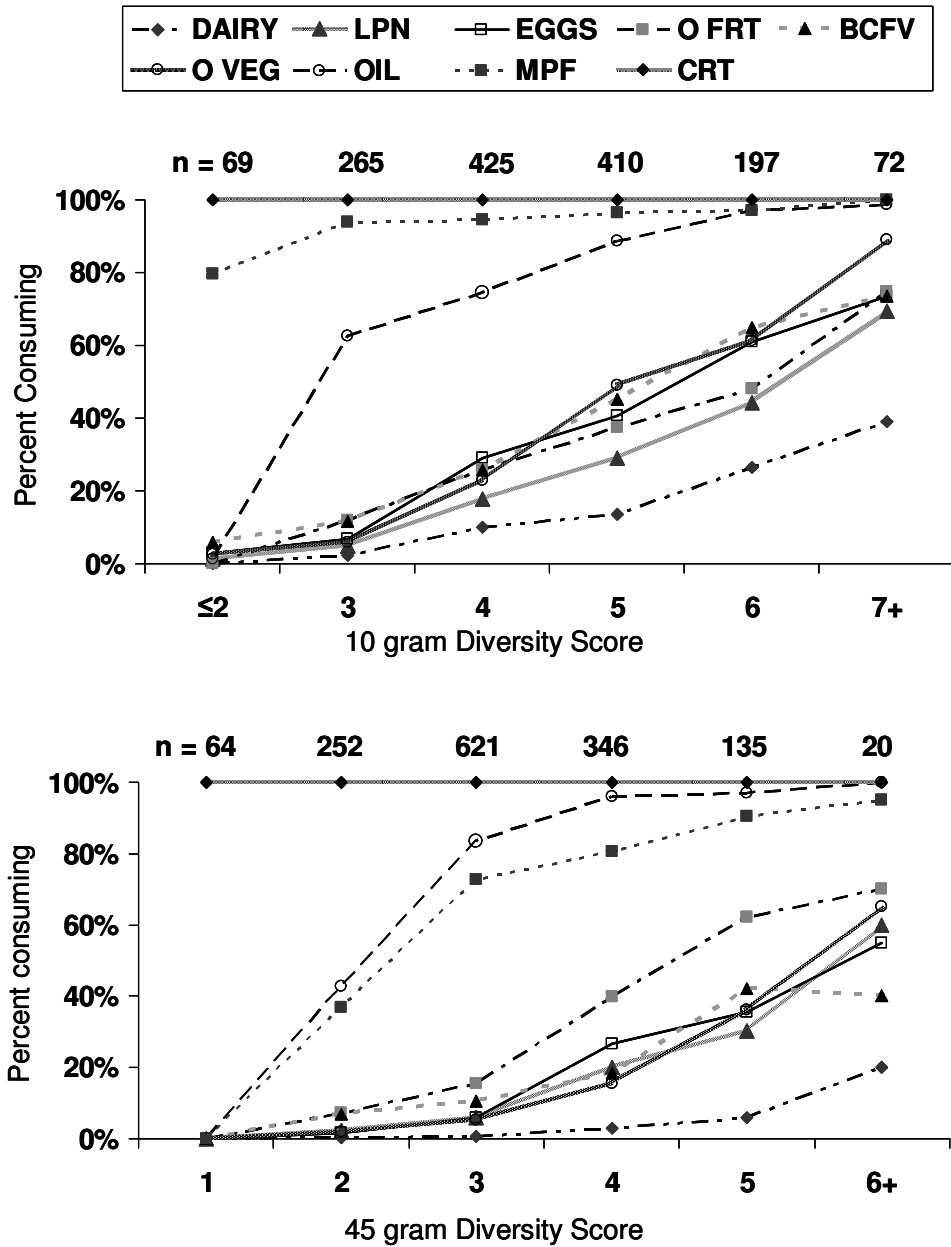 DAIRY LPN EGGS O FRT BCFV
O VEG OIL MPF CRT
n = 69 265 425 410 197 72
100%
80%
60%
40%
20%
0%
Percent Consuming
≤2 3 4 5 6 7+
10 gram Diversity Score
n = 64 252 621 346 135 20
100%
80%
60%
40%
20%
0%
Percent consuming
1 2 3 4 5 6+
45 gram Diversity Score